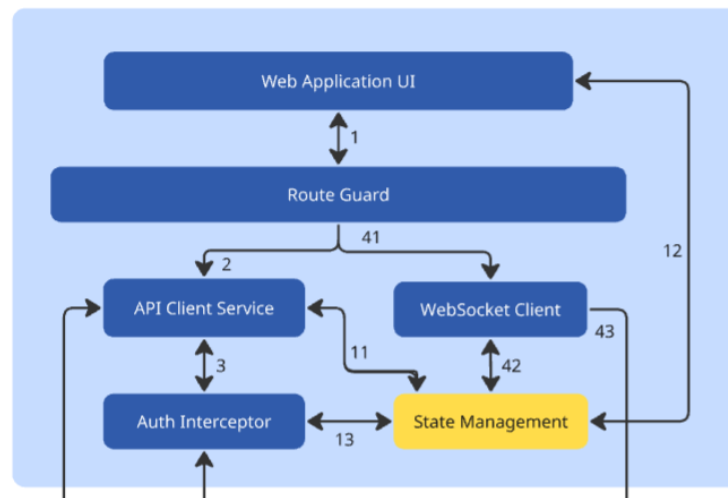 Web Application UI
1
Route Guard
41
2
12
API Client Service
WebSocket Client
43
11
3
42
Auth Interceptor
State Management
13